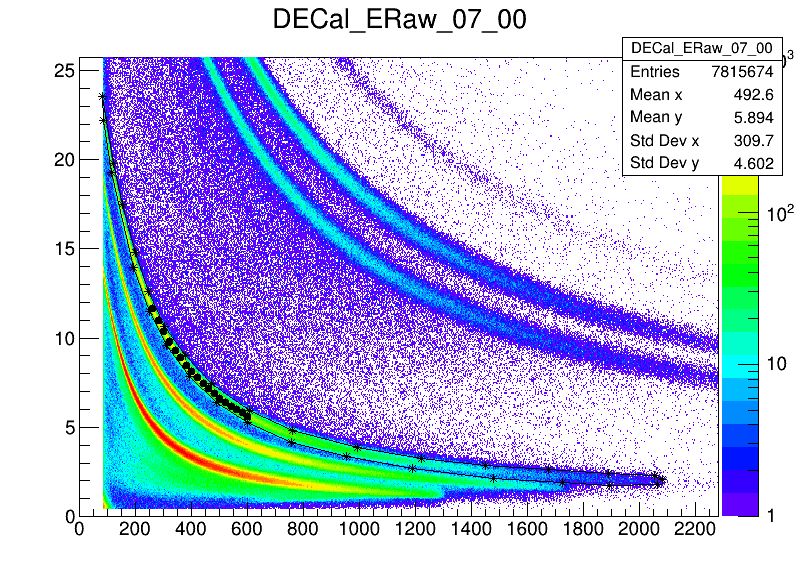 DECal_ERaw_07_00
DECal_ERaw_07_00
Entries 7815674
Mean x 492.6
Mean y 5.894
Std Dev x 309.7
Std Dev y 4.602
25
20
15
10
5
0
0 200 400 600 800 1000 1200 1400 1600 1800 2000 2200
10²
10
1